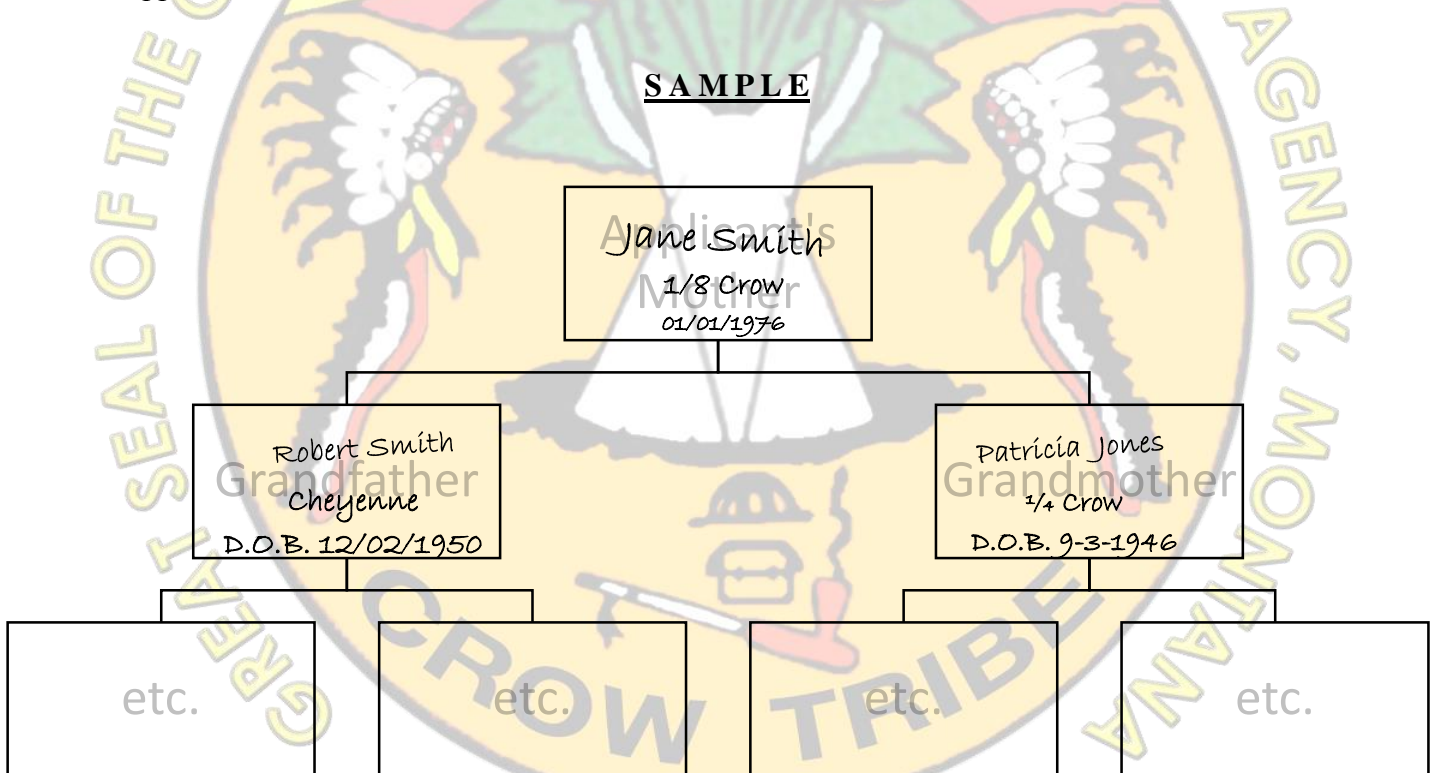 SAMPLE
Applicant's
Mother
Jane Smith
1/8 Crow
01/01/1976
Grandfather
Robert Smith
Cheyenne
D.O.B. 12/02/1950
Grandmother
Patricia Jones
1/4 Crow
D.O.B. 9-3-1946
etc.
etc.
etc.
etc.
GREAT SEAL OF THE
AGENCY, MONTANA
CROW TRIBE